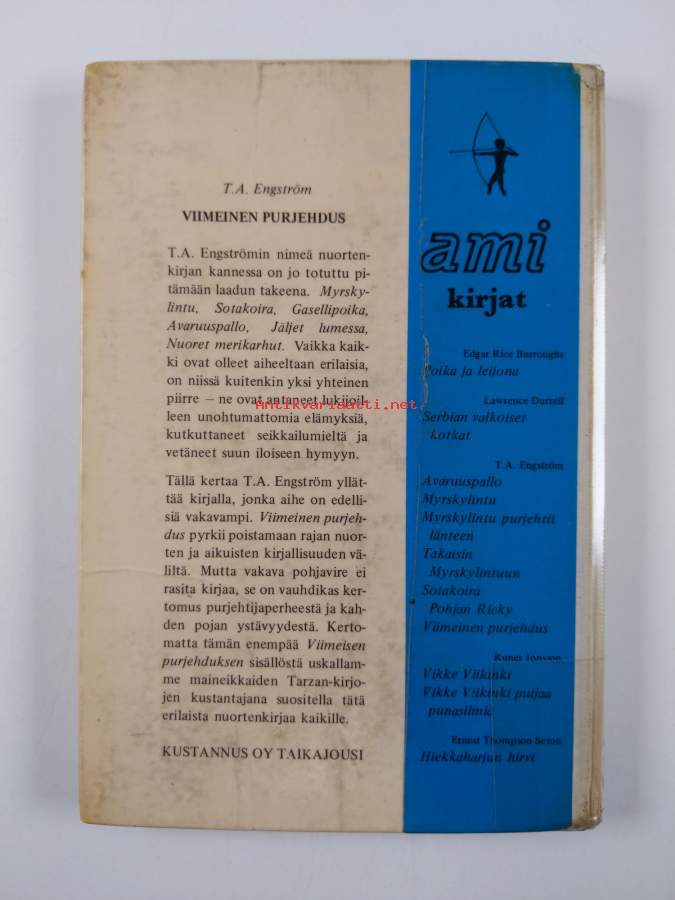 T.A. Engström
VIIMEINEN PURJEHDUS
T.A. Engströmin nimeä nuorten-
kirjan kannessa on jo totuttu pi-
tämään laadun takeena. Myrsky-
lintu, Sotakoira, Gasellipoika,
Avaruuspallo, Jäljet lumessa,
Nuoret merikarhut. Vaikka kaik-
ki ovat olleet aiheeltaan erilaisia,
on niissä kuitenkin yksi yhteinen
piirre — ne ovat antaneet lukijoil-
leen unohtumattomia elämyksiä,
kutkuttaneet seikkailumieltä ja
vetäneet suun iloiseen hymyyn.
Tällä kertaa T.A. Engström yllät-
tää kirjalla, jonka aihe on edelli-
siä vakavampi. Viimeinen purjeh-
dus pyrkii poistamaan rajan nuor-
ten ja aikuisten kirjallisuuden vä-
liltä. Mutta vakava pohjavire ei
rasita kirjaa, se on vauhdikas ker-
tomus purjehtijaperheestä ja kah-
den pojan ystävyydestä. Kerto-
matta tämän enempää Viimeisen
purjehduksen sisällöstä uskallam-
me maineikkaiden Tarzan-kirjo-
jen kustantajana suositella tätä
erilaista nuortenkirjaa kaikille.
KUSTANNUS OY TAIKAJOUSI
ami
kirjat
Edgar Rice Burroughs
Poika ja leijona
Lawrence Durrell
Serbian valkoiset
kotkat
T.A. Engström
Avaruuspallo
Myrskylintu
Myrskylintu purjehtii
länteen
Takaisin
Myrskylintuun
Sotakoira
Pohjan Ricky
Viimeinen purjehdus
Runer Jonsson
Vikke Viikinki
Vikke Viikinki puijaa
punasilmiä
Ernest Thompson Seton
Hiekkaharjun hirvi
Antikvariaatti.net